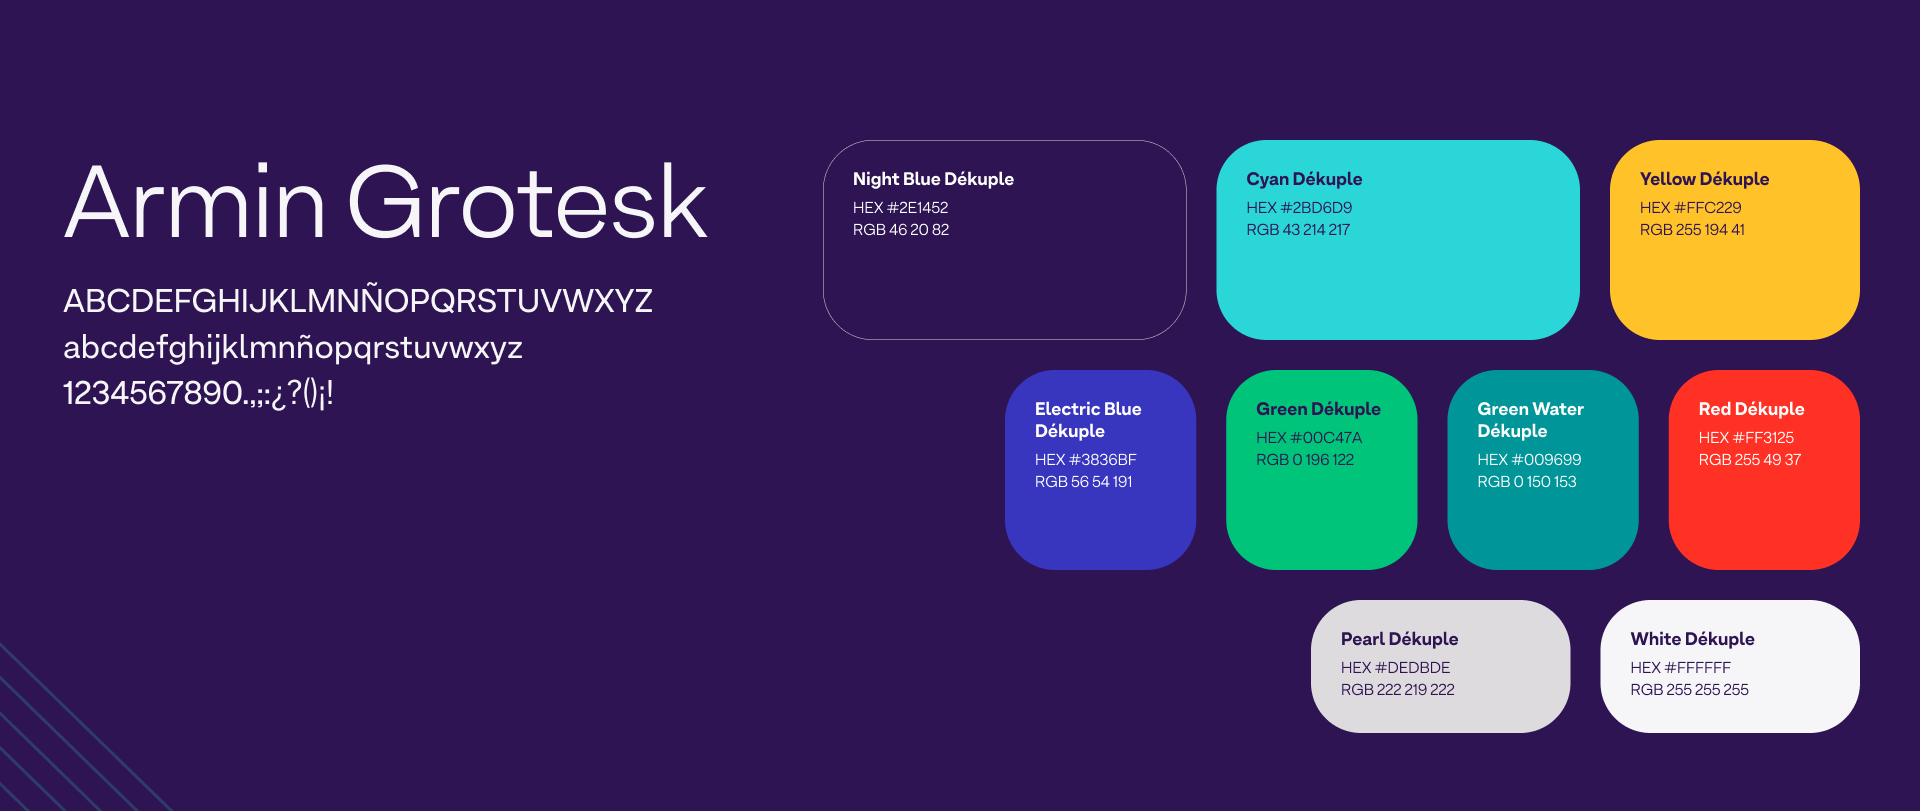 Armin Grotesk
ABCDEFGHIJKLMNÑOPQRSTUVWXYZ
abcdefghijklmnñopqrstuvwxyz
1234567890.,;:¿?()¡!
Night Blue Dékuple
HEX #2E1452
RGB 46 20 82
Cyan Dékuple
HEX #2BD6D9
RGB 43 214 217
Yellow Dékuple
HEX #FFC229
RGB 255 194 41
Electric Blue
Dékuple
HEX #3836BF
RGB 56 54 191
Green Dékuple
HEX #00C47A
RGB 0 196 122
Green Water
Dékuple
HEX #009699
RGB 0 150 153
Red Dékuple
HEX #FF3125
RGB 255 49 37
Pearl Dékuple
HEX #DEDBDE
RGB 222 219 222
White Dékuple
HEX #FFFFFF
RGB 255 255 255